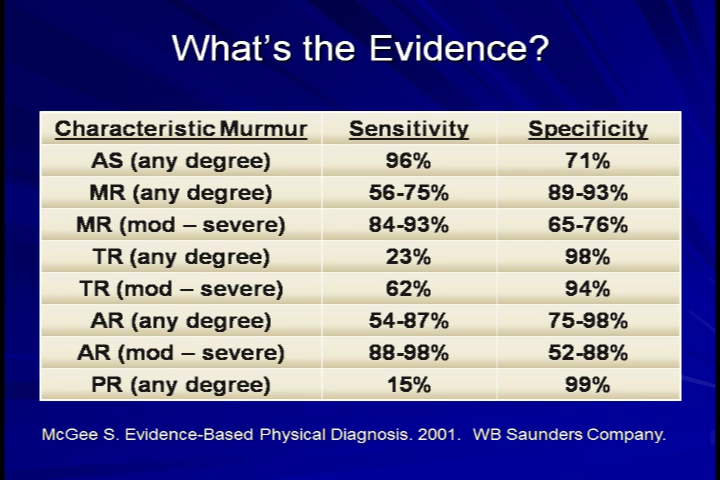 What's the Evidence?
Characteristic Murmur Sensitivity Specificity
AS (any degree) 96% 71%
MR (any degree) 56-75% 89-93%
MR (mod – severe) 84-93% 65-76%
TR (any degree) 23% 98%
TR (mod – severe) 62% 94%
AR (any degree) 54-87% 75-98%
AR (mod – severe) 88-98% 52-88%
PR (any degree) 15% 99%
McGee S. Evidence-Based Physical Diagnosis. 2001. WB Saunders Company.